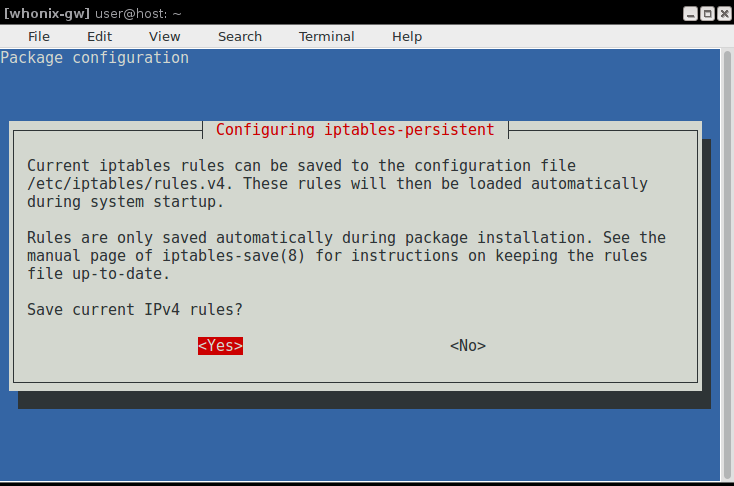 [whonix-gw] user@host: ~
File Edit View Search Terminal Help
Package configuration
Configuring iptables-persistent
Current iptables rules can be saved to the configuration file
/etc/iptables/rules.v4. These rules will then be loaded automatically
during system startup.
Rules are only saved automatically during package installation. See the
manual page of iptables-save(8) for instructions on keeping the rules
file up-to-date.
Save current IPv4 rules?
<Yes> <No>